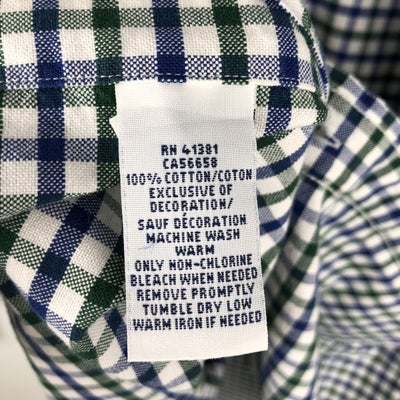 RN 41381
CA56658
100% COTTON/COTON
EXCLUSIVE OF
DECORATION/
SAUF DÉCORATION
MACHINE WASH
WARM
ONLY NON-CHLORINE
BLEACH WHEN NEEDED
REMOVE PROMPTLY
TUMBLE DRY LOW
WARM IRON IF NEEDED